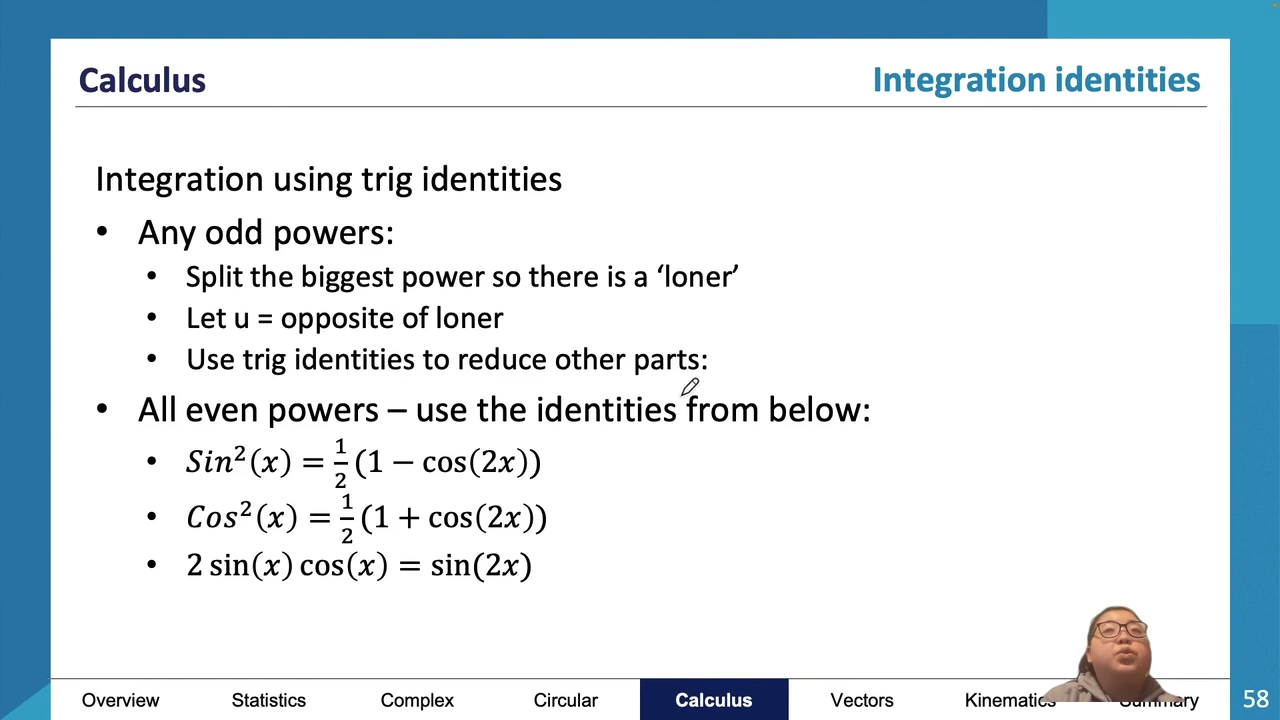 Calculus
Integration identities
Integration using trig identities
• Any odd powers:
• Split the biggest power so there is a ‘loner’
• Let u = opposite of loner
• Use trig identities to reduce other parts:
• All even powers – use the identities from below:
• 𝑆𝑖𝑛²(𝑥) = ½ (1 − cos(2𝑥))
• 𝐶𝑜𝑠²(𝑥) = ½ (1 + cos(2𝑥))
• 2 sin(𝑥) cos(𝑥) = sin(2𝑥)
Overview Statistics Complex Circular Calculus Vectors Kinematics Summary 58